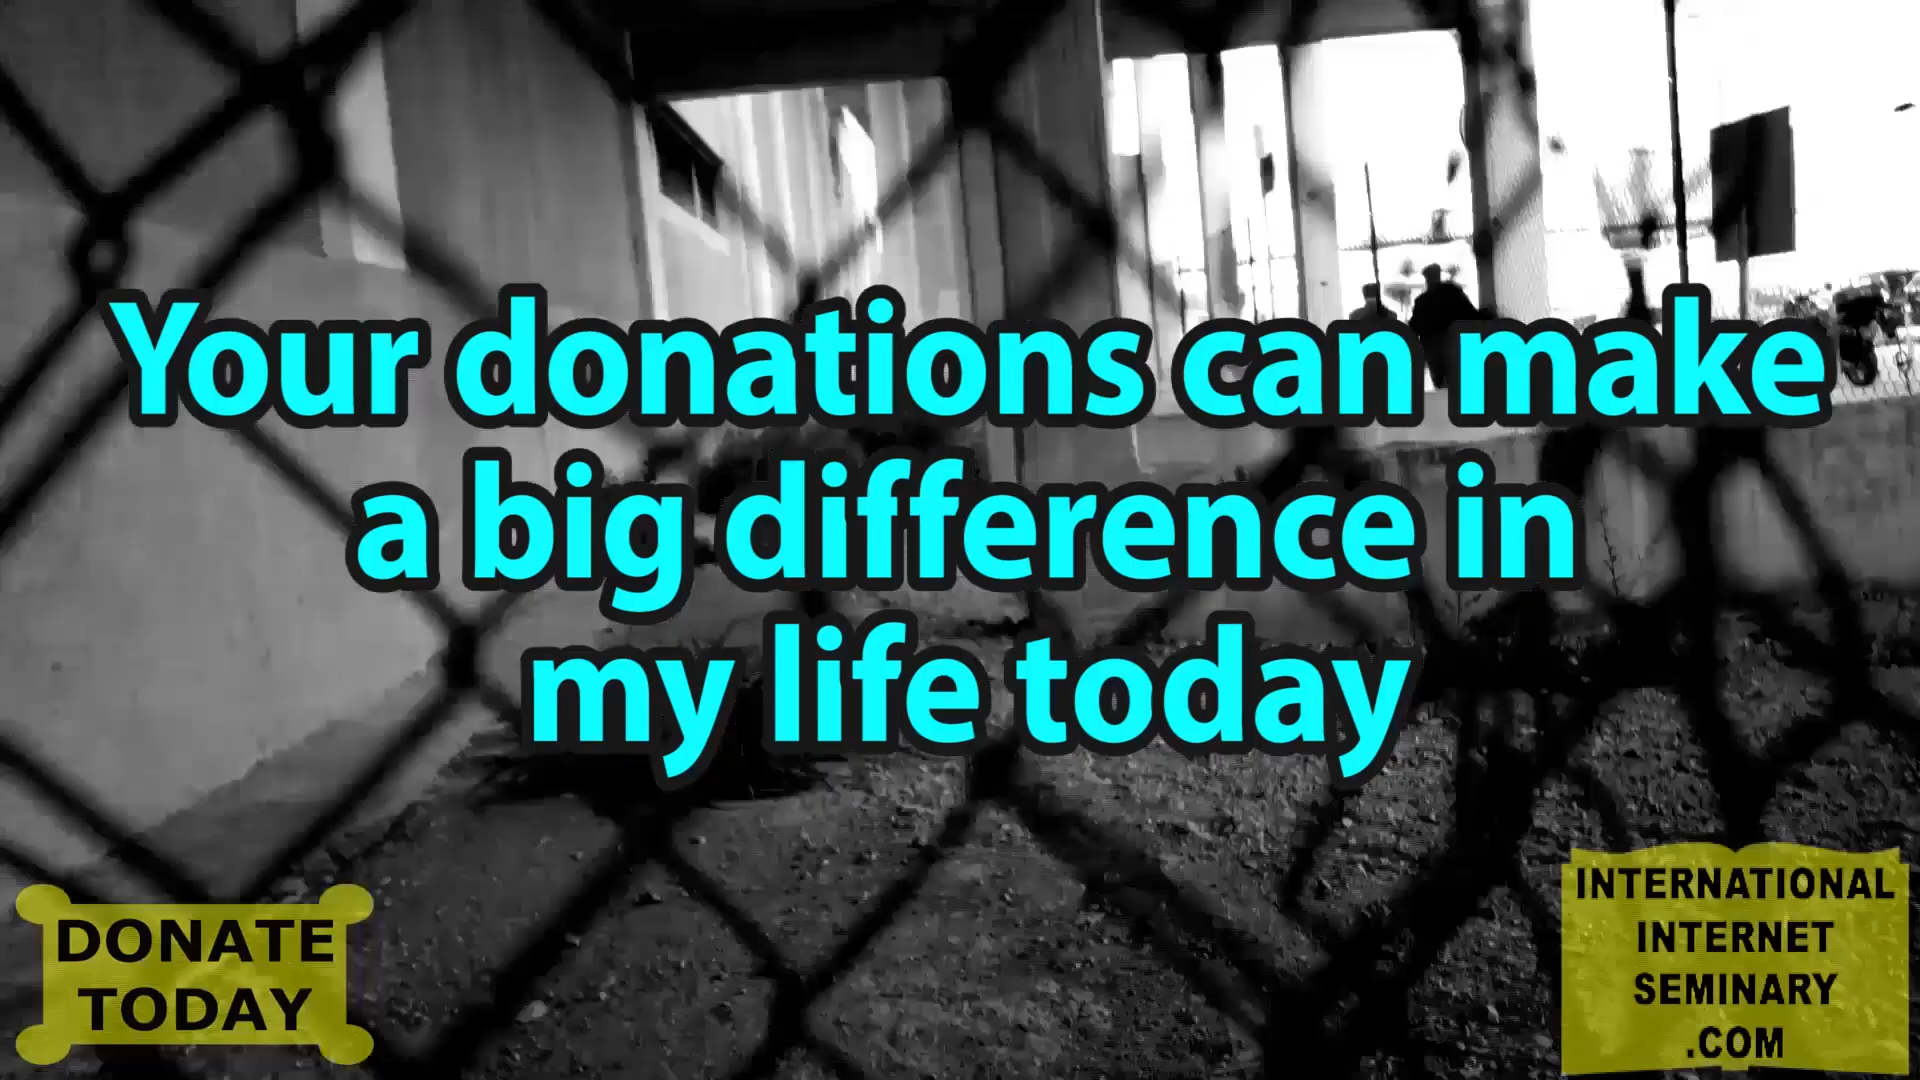 Your donations can make
a big difference in
my life today
DONATE
TODAY
INTERNATIONAL
INTERNET
SEMINARY
.COM